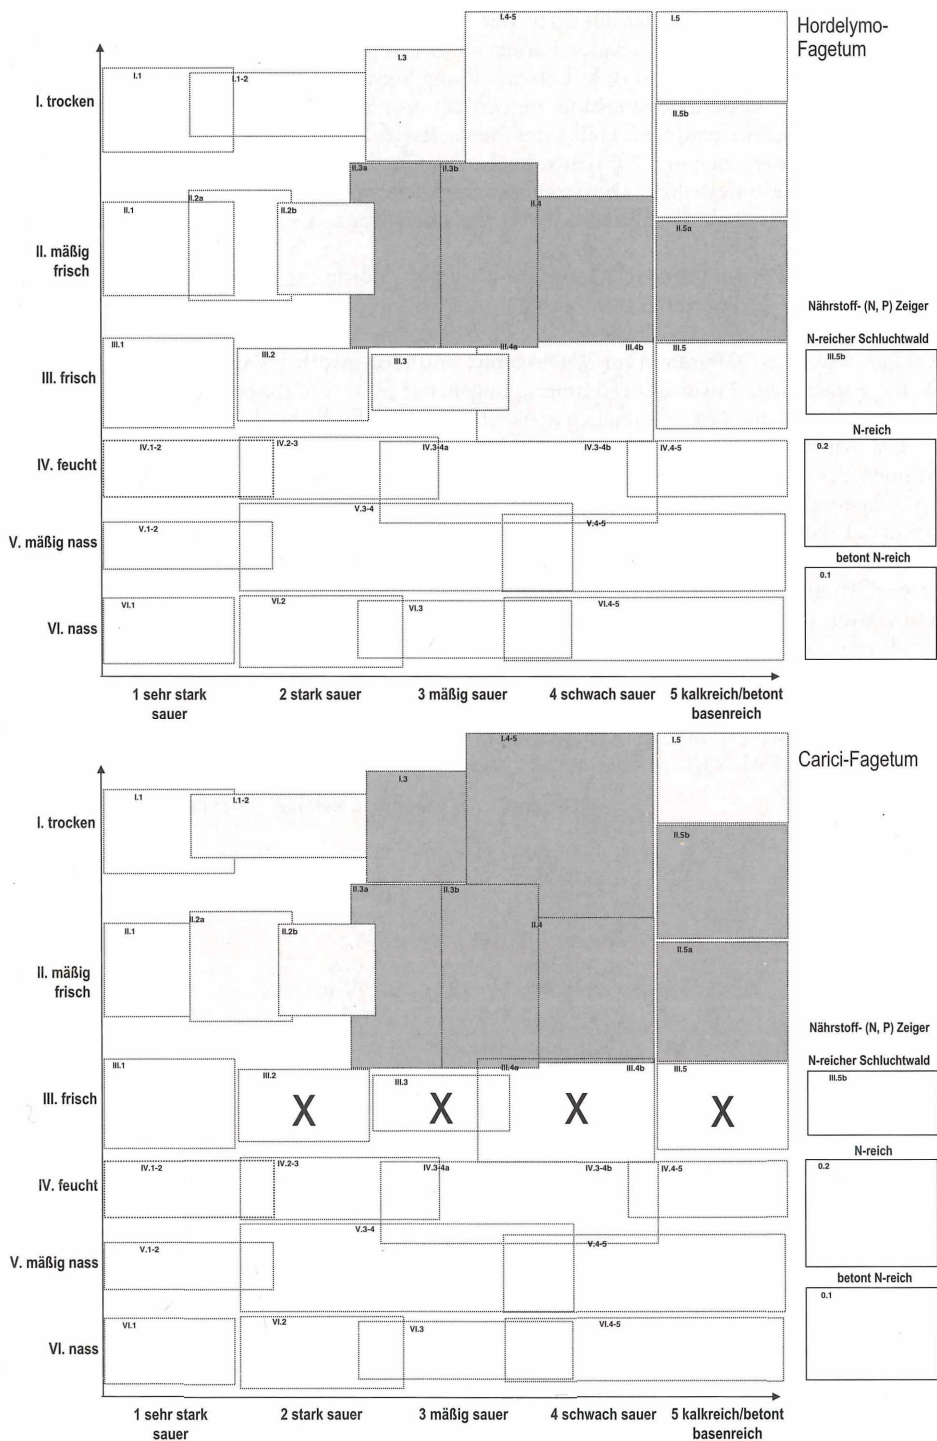 I.4-5
I.5
Hordelymo-
Fagetum
I.3
I.1
I.1-2
I. trocken
II.5b
II.3a
II.3b
II.2a
II.1
II.2b
II.4
II.5a
II. mäßig
frisch
Nährstoff- (N, P) Zeiger
N-reicher Schluchtwald
III.1
III.2
III.3
III.4a
III.4b
III.5
III.5b
III. frisch
N-reich
IV.1-2
IV.2-3
IV.3-4a
IV.3-4b
IV.4-5
0.2
IV. feucht
V.3-4
V.1-2
V.4-5
V. mäßig nass
betont N-reich
0.1
VI.1
VI.2
VI.3
VI.4-5
VI. nass
1 sehr stark
sauer
2 stark sauer
3 mäßig sauer
4 schwach sauer
5 kalkreich/betont
basenreich
I.4-5
I.5
Carici-Fagetum
I.3
I.1
I.1-2
I. trocken
II.5b
II.3a
II.3b
II.2a
II.1
II.2b
II.4
II.5a
II. mäßig
frisch
Nährstoff- (N, P) Zeiger
N-reicher Schluchtwald
III.1
III.2
III.3
III.4a
III.4b
III.5
III.5b
III. frisch
X
X
X
X
N-reich
IV.1-2
IV.2-3
IV.3-4a
IV.3-4b
IV.4-5
0.2
IV. feucht
V.3-4
V.1-2
V.4-5
V. mäßig nass
betont N-reich
0.1
VI.1
VI.2
VI.3
VI.4-5
VI. nass
1 sehr stark
sauer
2 stark sauer
3 mäßig sauer
4 schwach sauer
5 kalkreich/betont
basenreich